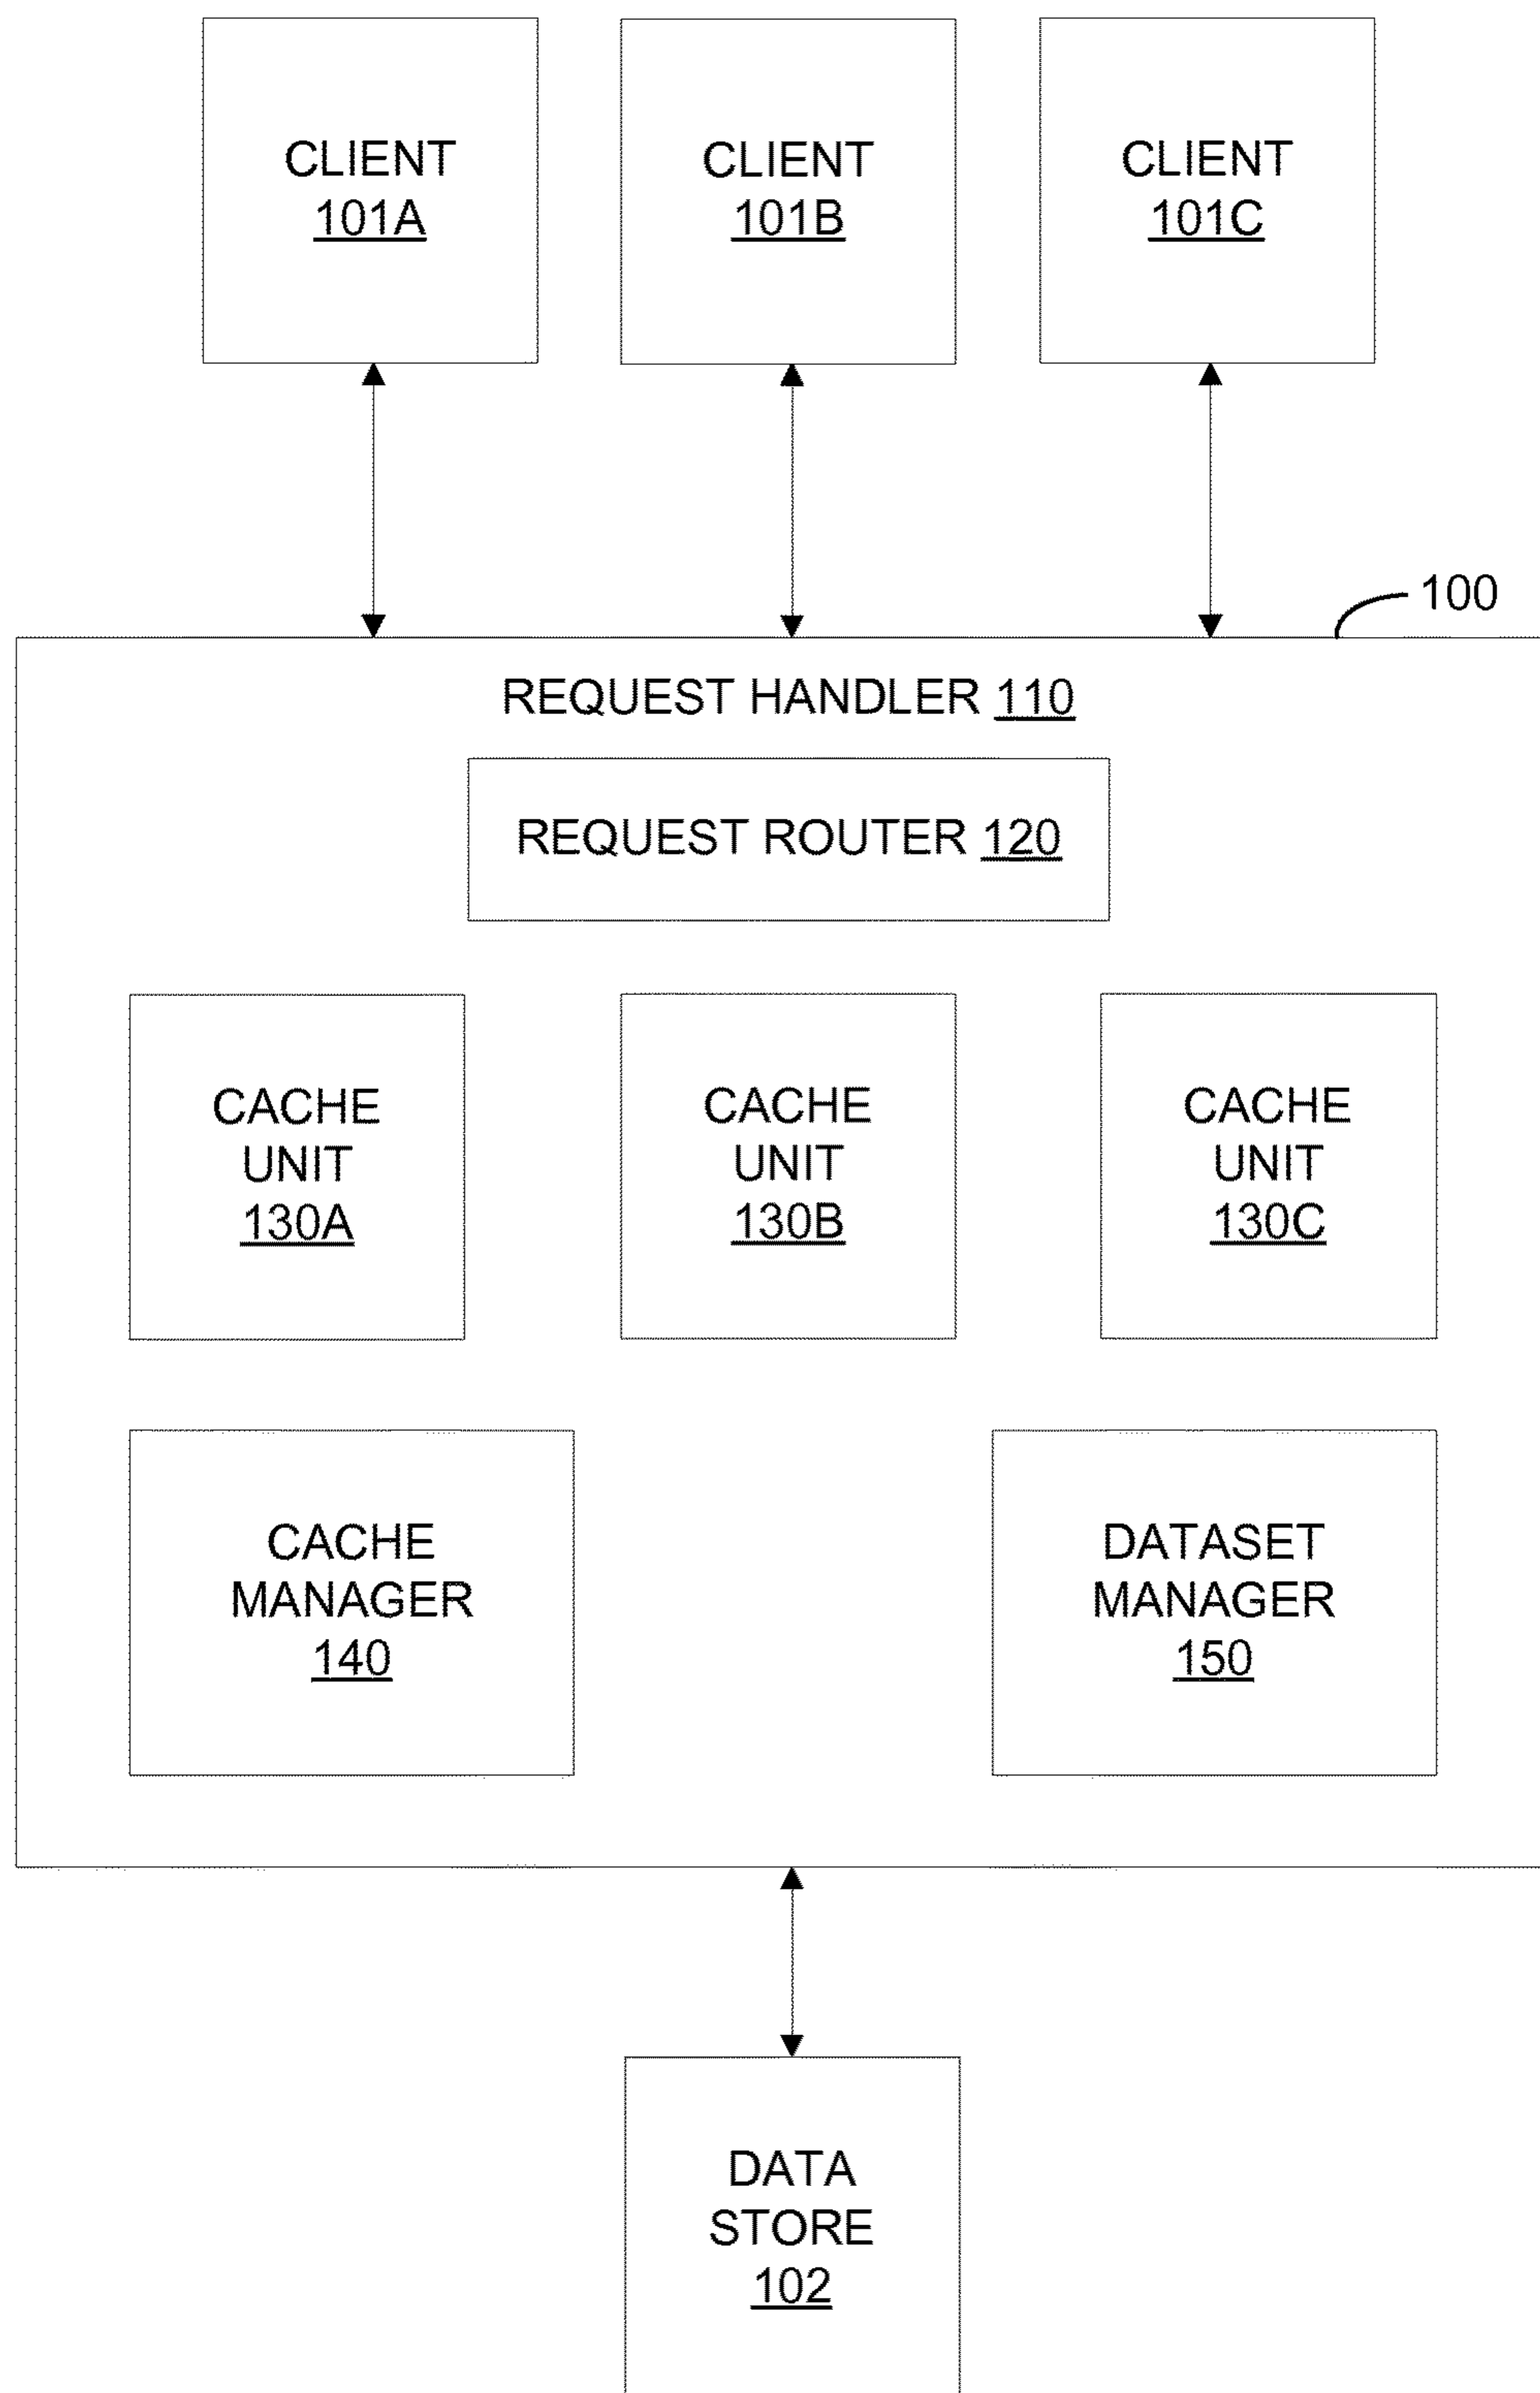 CLIENT
101A
CLIENT
101B
CLIENT
101C
100
REQUEST HANDLER 110
REQUEST ROUTER 120
CACHE
UNIT
130A
CACHE
UNIT
130B
CACHE
UNIT
130C
CACHE
MANAGER
140
DATASET
MANAGER
150
DATA
STORE
102